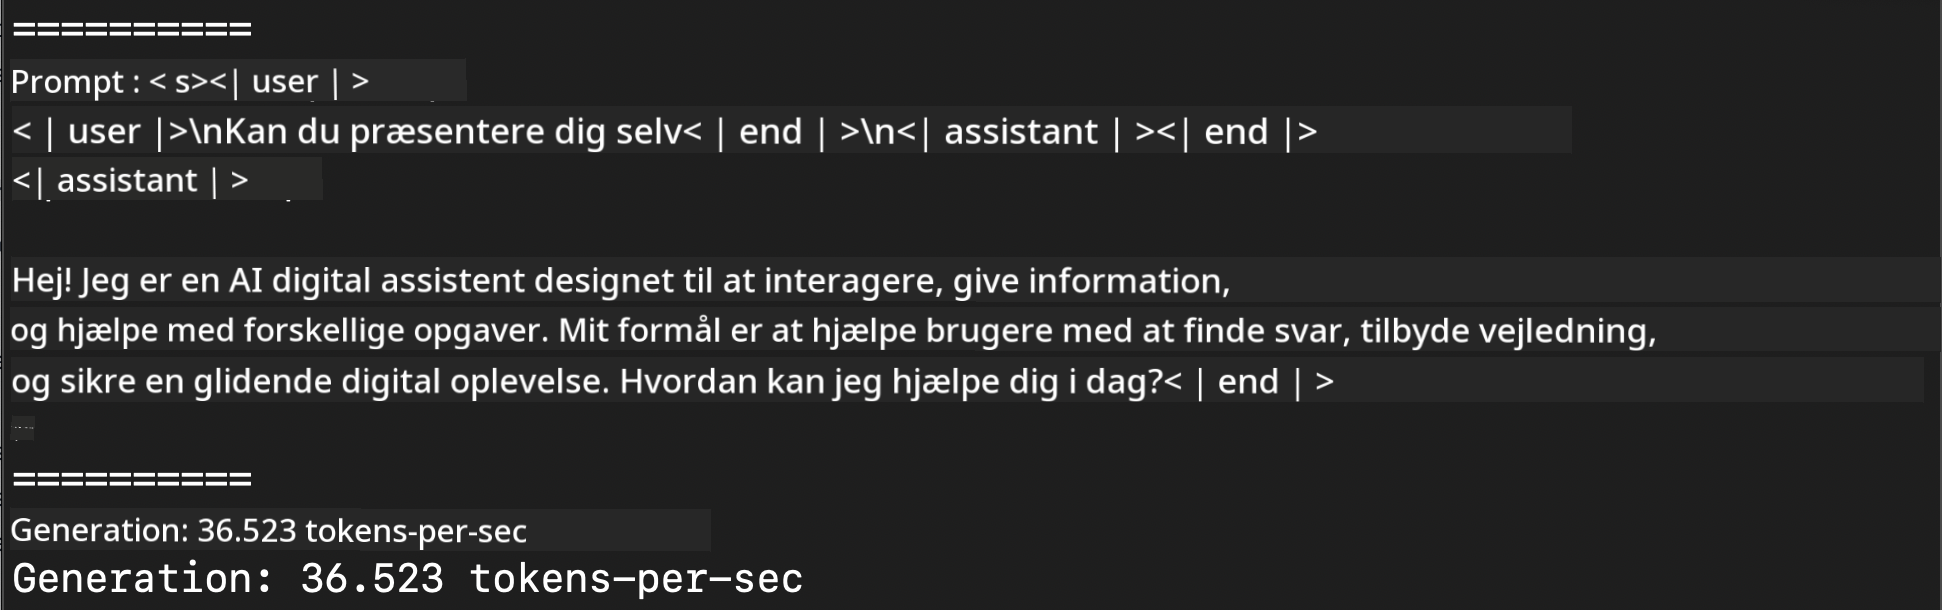 ==========
Prompt : < s><| user | >
< | user |>\nKan du præsentere dig selv< | end | >\n<| assistant | ><| end |>
<| assistant | >
Hej! Jeg er en AI digital assistent designet til at interagere, give information,
og hjælpe med forskellige opgaver. Mit formål er at hjælpe brugere med at finde svar, tilbyde vejledning,
og sikre en glidende digital oplevelse. Hvordan kan jeg hjælpe dig i dag?< | end | >
==========
Generation: 36.523 tokens-per-sec
Generation: 36.523 tokens-per-sec